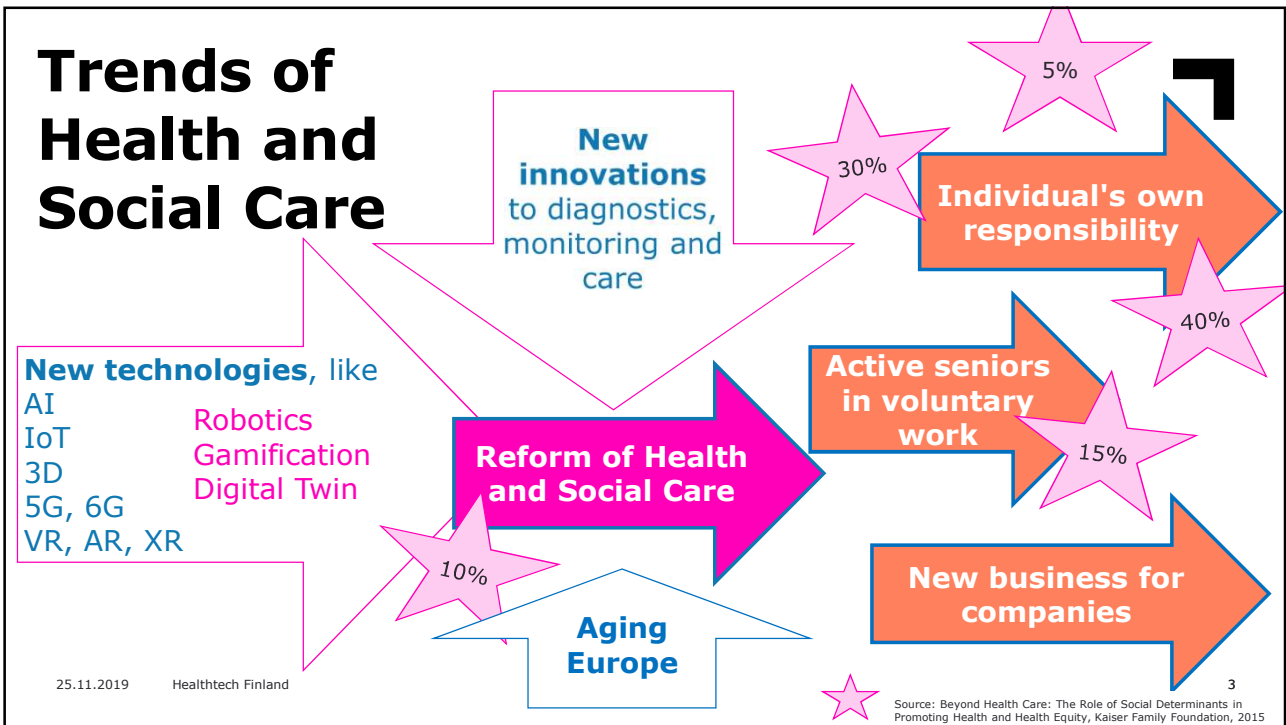 Trends of
Health and
Social Care
New
innovations
to diagnostics,
monitoring and
care
5%
30%
Individual's own
responsibility
40%
New technologies, like
AI
IoT
3D
5G, 6G
VR, AR, XR
Robotics
Gamification
Digital Twin
Reform of Health
and Social Care
Active seniors
in voluntary
work
15%
10%
Aging
Europe
New business for
companies
25.11.2019 Healthtech Finland
3
Source: Beyond Health Care: The Role of Social Determinants in
Promoting Health and Health Equity, Kaiser Family Foundation, 2015